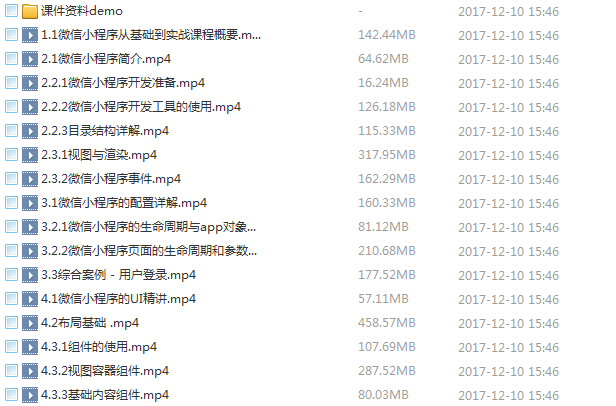 课件资料demo - 2017-12-10 15:46
1.1微信小程序从基础到实战课程概要.m... 142.44MB 2017-12-10 15:46
2.1微信小程序简介.mp4 64.62MB 2017-12-10 15:46
2.2.1微信小程序开发准备.mp4 16.24MB 2017-12-10 15:46
2.2.2微信小程序开发工具的使用.mp4 126.18MB 2017-12-10 15:46
2.2.3目录结构详解.mp4 115.33MB 2017-12-10 15:46
2.3.1视图与渲染.mp4 317.95MB 2017-12-10 15:46
2.3.2微信小程序事件.mp4 162.29MB 2017-12-10 15:46
3.1微信小程序的配置详解.mp4 160.33MB 2017-12-10 15:46
3.2.1微信小程序的生命周期与app对象... 81.12MB 2017-12-10 15:46
3.2.2微信小程序页面的生命周期和参数... 210.68MB 2017-12-10 15:46
3.3综合案例 - 用户登录.mp4 177.52MB 2017-12-10 15:46
4.1微信小程序的UI精讲.mp4 57.11MB 2017-12-10 15:46
4.2布局基础 .mp4 458.57MB 2017-12-10 15:46
4.3.1组件的使用.mp4 107.69MB 2017-12-10 15:46
4.3.2视图容器组件.mp4 287.52MB 2017-12-10 15:46
4.3.3基础内容组件.mp4 80.03MB 2017-12-10 15:46